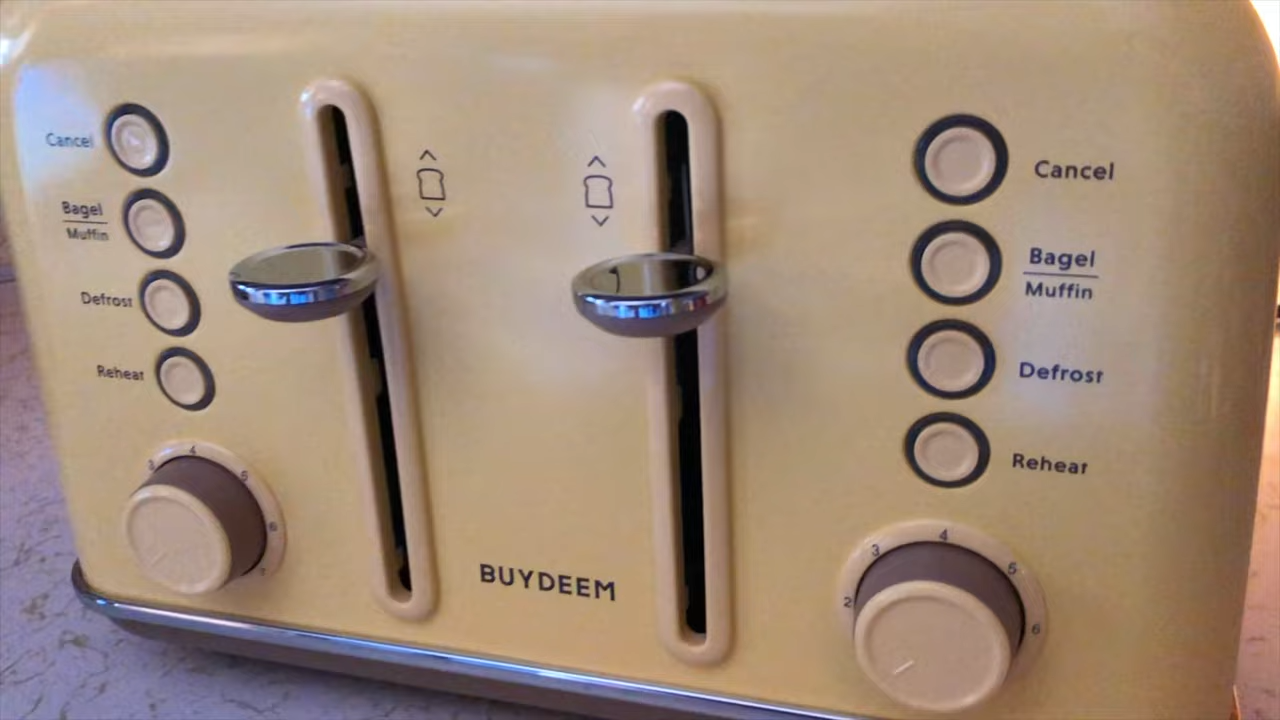 Cancel
Bagel
Muffin
Defrost
Reheat
3 4 5 6 7
BUYDEEM
Cancel
Bagel
Muffin
Defrost
Reheat
2 3 4 5 6